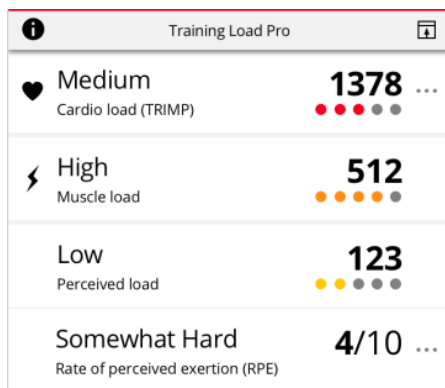 Training Load Pro
Medium 1378
Cardio load (TRIMP)
High 512
Muscle load
Low 123
Perceived load
Somewhat Hard 4/10
Rate of perceived exertion (RPE)